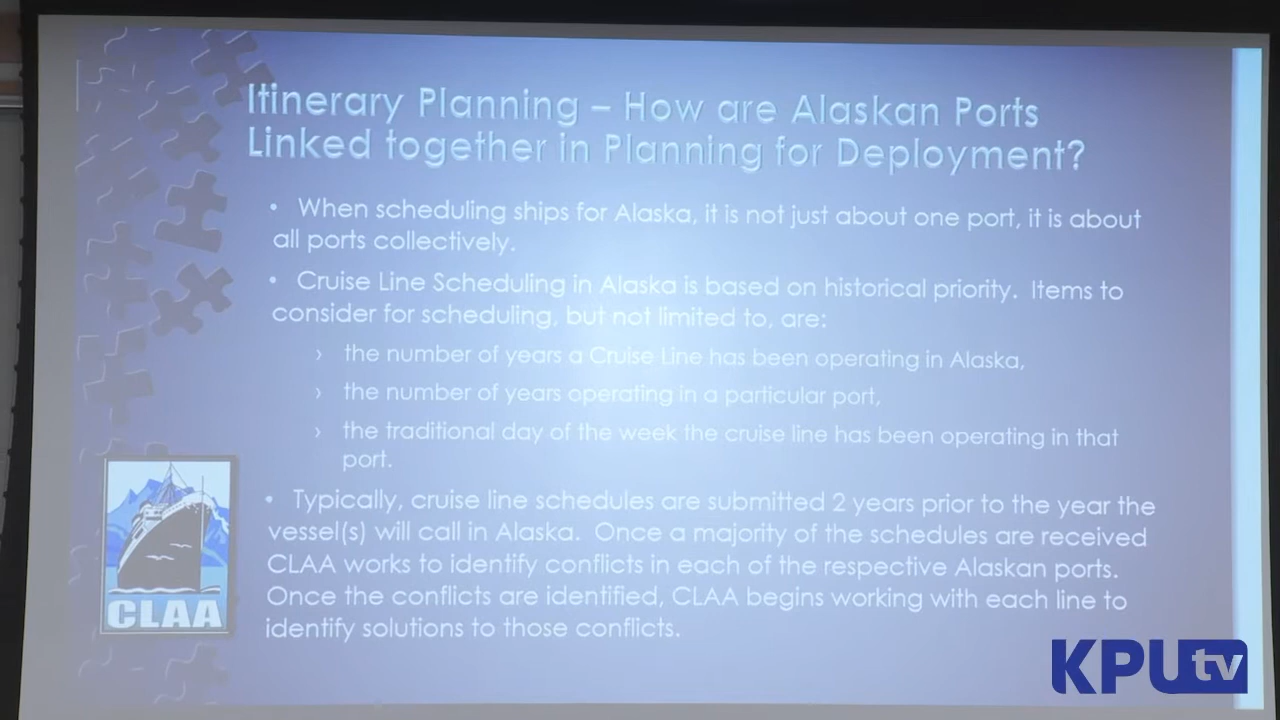 Itinerary Planning – How are Alaskan Ports
Linked together in Planning for Deployment?
• When scheduling ships for Alaska, it is not just about one port, it is about
all ports collectively.
• Cruise Line Scheduling in Alaska is based on historical priority. Items to
consider for scheduling, but not limited to, are:
› the number of years a Cruise Line has been operating in Alaska,
› the number of years operating in a particular port,
› the traditional day of the week the cruise line has been operating in that
port.
• Typically, cruise line schedules are submitted 2 years prior to the year the
vessel(s) will call in Alaska. Once a majority of the schedules are received
CLAA works to identify conflicts in each of the respective Alaskan ports.
Once the conflicts are identified, CLAA begins working with each line to
identify solutions to those conflicts.
CLAA
KPUtv